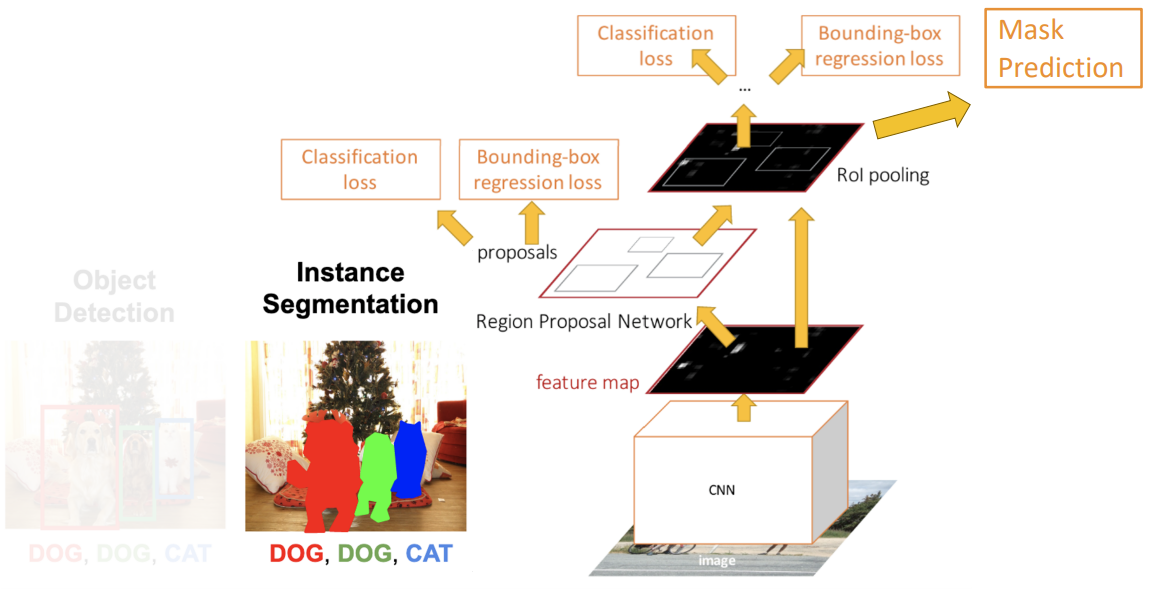 Classification
loss
Bounding-box
regression loss
Mask
Prediction
...
Classification
loss
Bounding-box
regression loss
RoI pooling
proposals
Object
Detection
Instance
Segmentation
Region Proposal Network
feature map
CNN
DOG, DOG, CAT
DOG, DOG, CAT
image